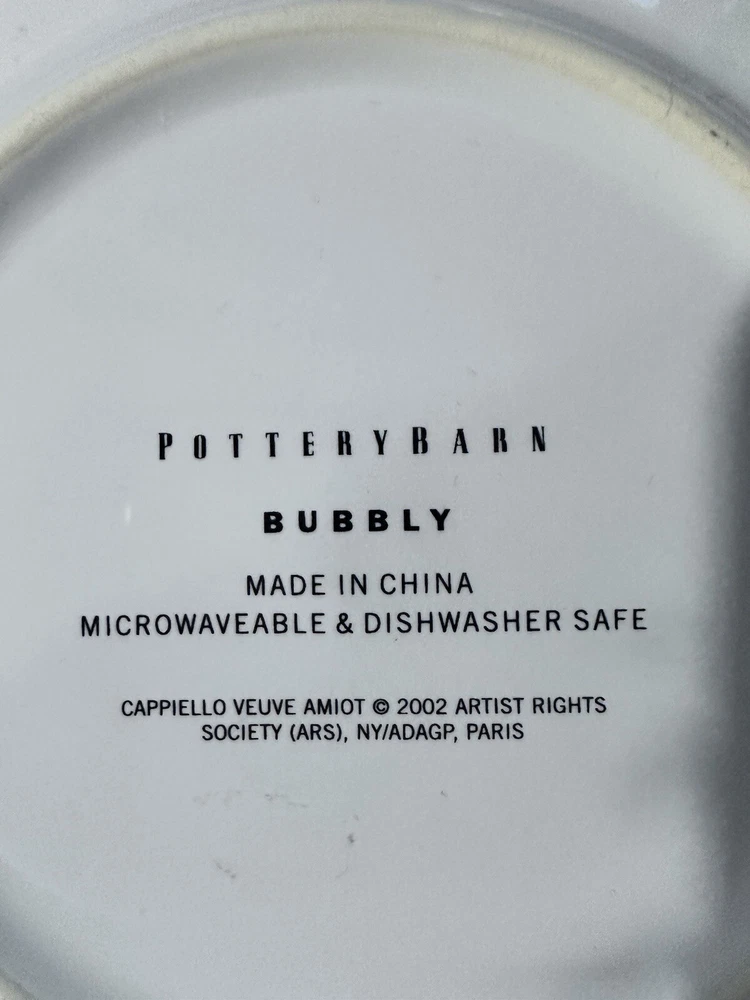 POTTERYBARN
BUBBLY
MADE IN CHINA
MICROWAVEABLE & DISHWASHER SAFE
CAPPIELLO VEUVE AMIOT © 2002 ARTIST RIGHTS
SOCIETY (ARS), NY/ADAGP, PARIS